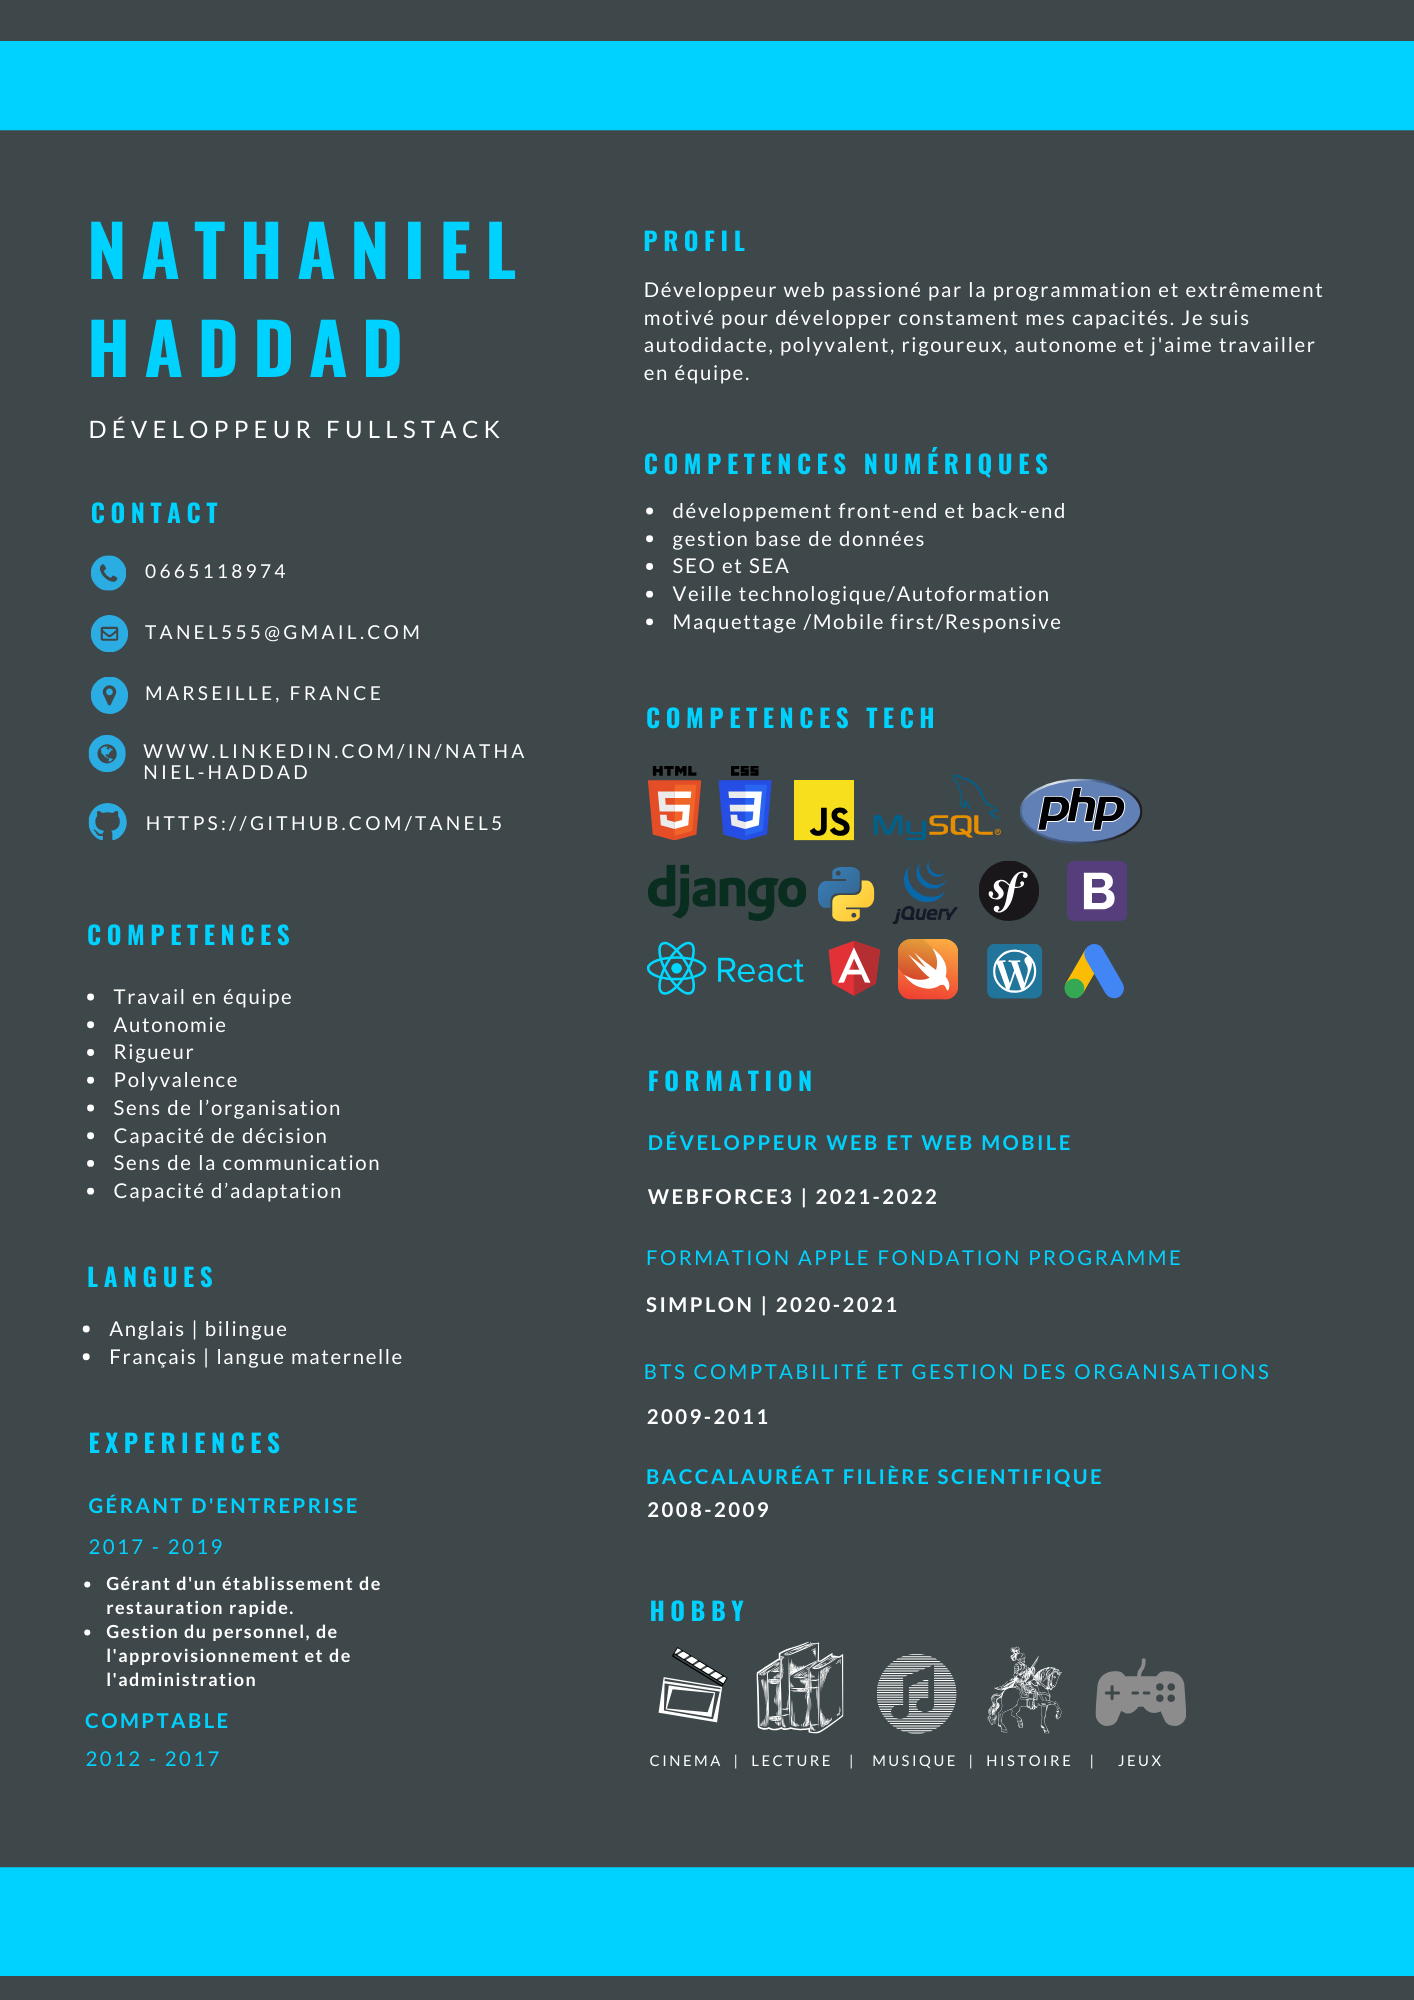 NATHANIEL
HADDAD
DÉVELOPPEUR FULLSTACK
CONTACT
0665118974
TANEL555@GMAIL.COM
MARSEILLE, FRANCE
WWW.LINKEDIN.COM/IN/NATHA
NIEL-HADDAD
HTTPS://GITHUB.COM/TANEL5
COMPETENCES
• Travail en équipe
• Autonomie
• Rigueur
• Polyvalence
• Sens de l’organisation
• Capacité de décision
• Sens de la communication
• Capacité d’adaptation
LANGUES
• Anglais | bilingue
• Français | langue maternelle
EXPERIENCES
GÉRANT D'ENTREPRISE
2017 - 2019
• Gérant d'un établissement de
restauration rapide.
• Gestion du personnel, de
l'approvisionnement et de
l'administration
COMPTABLE
2012 - 2017
PROFIL
Développeur web passioné par la programmation et extrêmement
motivé pour développer constament mes capacités. Je suis
autodidacte, polyvalent, rigoureux, autonome et j'aime travailler
en équipe.
COMPETENCES NUMÉRIQUES
• développement front-end et back-end
• gestion base de données
• SEO et SEA
• Veille technologique/Autoformation
• Maquettage /Mobile first/Responsive
COMPETENCES TECH
HTML 5 CSS 3 JS MySQL® php
django jQuery sf B
React A W
FORMATION
DÉVELOPPEUR WEB ET WEB MOBILE
WEBFORCE3 | 2021-2022
FORMATION APPLE FONDATION PROGRAMME
SIMPLON | 2020-2021
BTS COMPTABILITÉ ET GESTION DES ORGANISATIONS
2009-2011
BACCALAURÉAT FILIÈRE SCIENTIFIQUE
2008-2009
HOBBY
CINEMA | LECTURE | MUSIQUE | HISTOIRE | JEUX